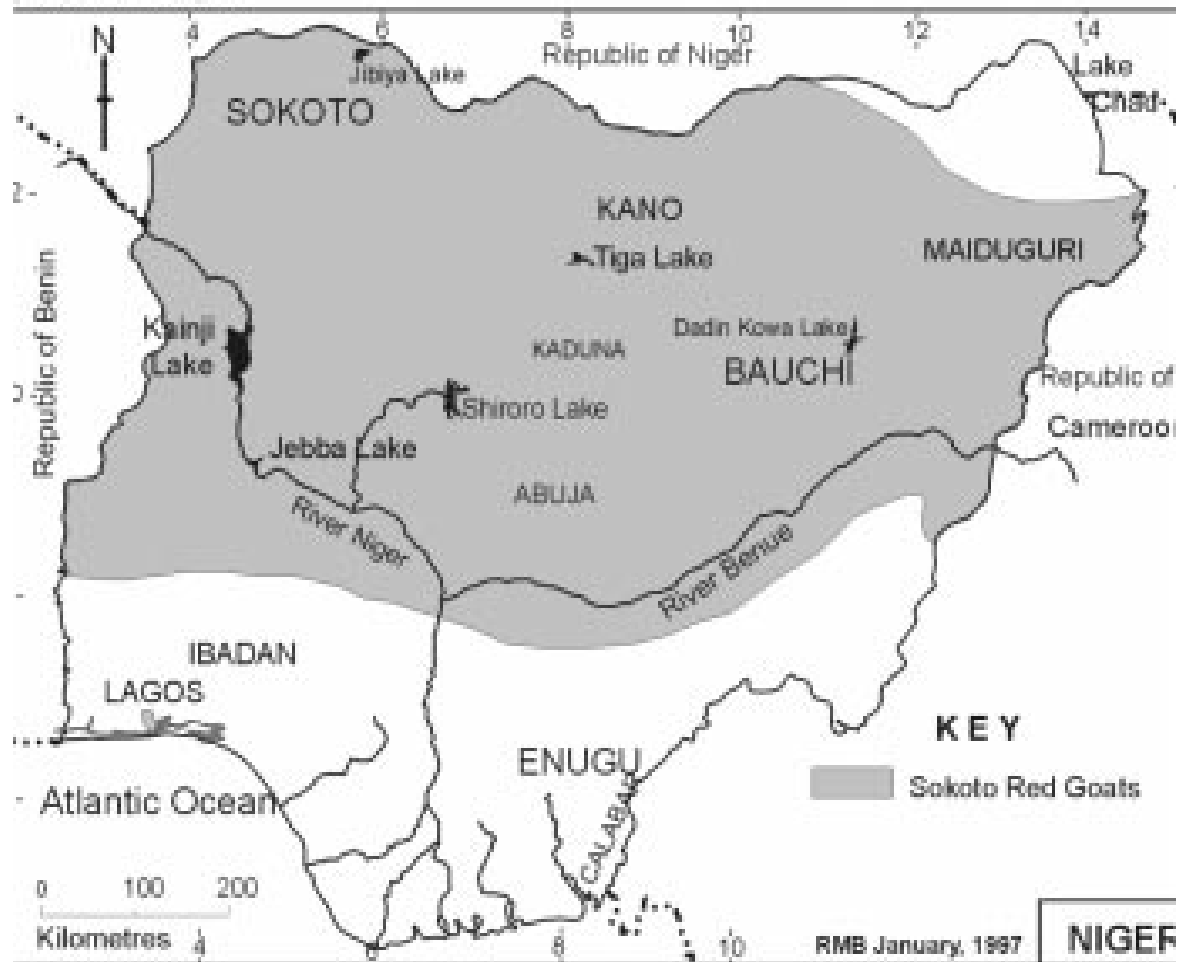 4 6 8 10 12 14
N
Republic of Niger
Jibiya Lake
Lake
Chad
SOKOTO
2 -
KANO
Tiga Lake
MAIDUGURI
Republic of Benin
Kainji
Lake
Dadin Kowa Lake
KADUNA
BAUCHI
Republic of
Shiroro Lake
Jebba Lake
ABUJA
River Niger
River Benue
IBADAN
LAGOS
KEY
ENUGU
Sokoto Red Goats
Atlantic Ocean
CALABAR
0 100 200
Kilometres
4 6 8 10
RMB January, 1997
NIGER